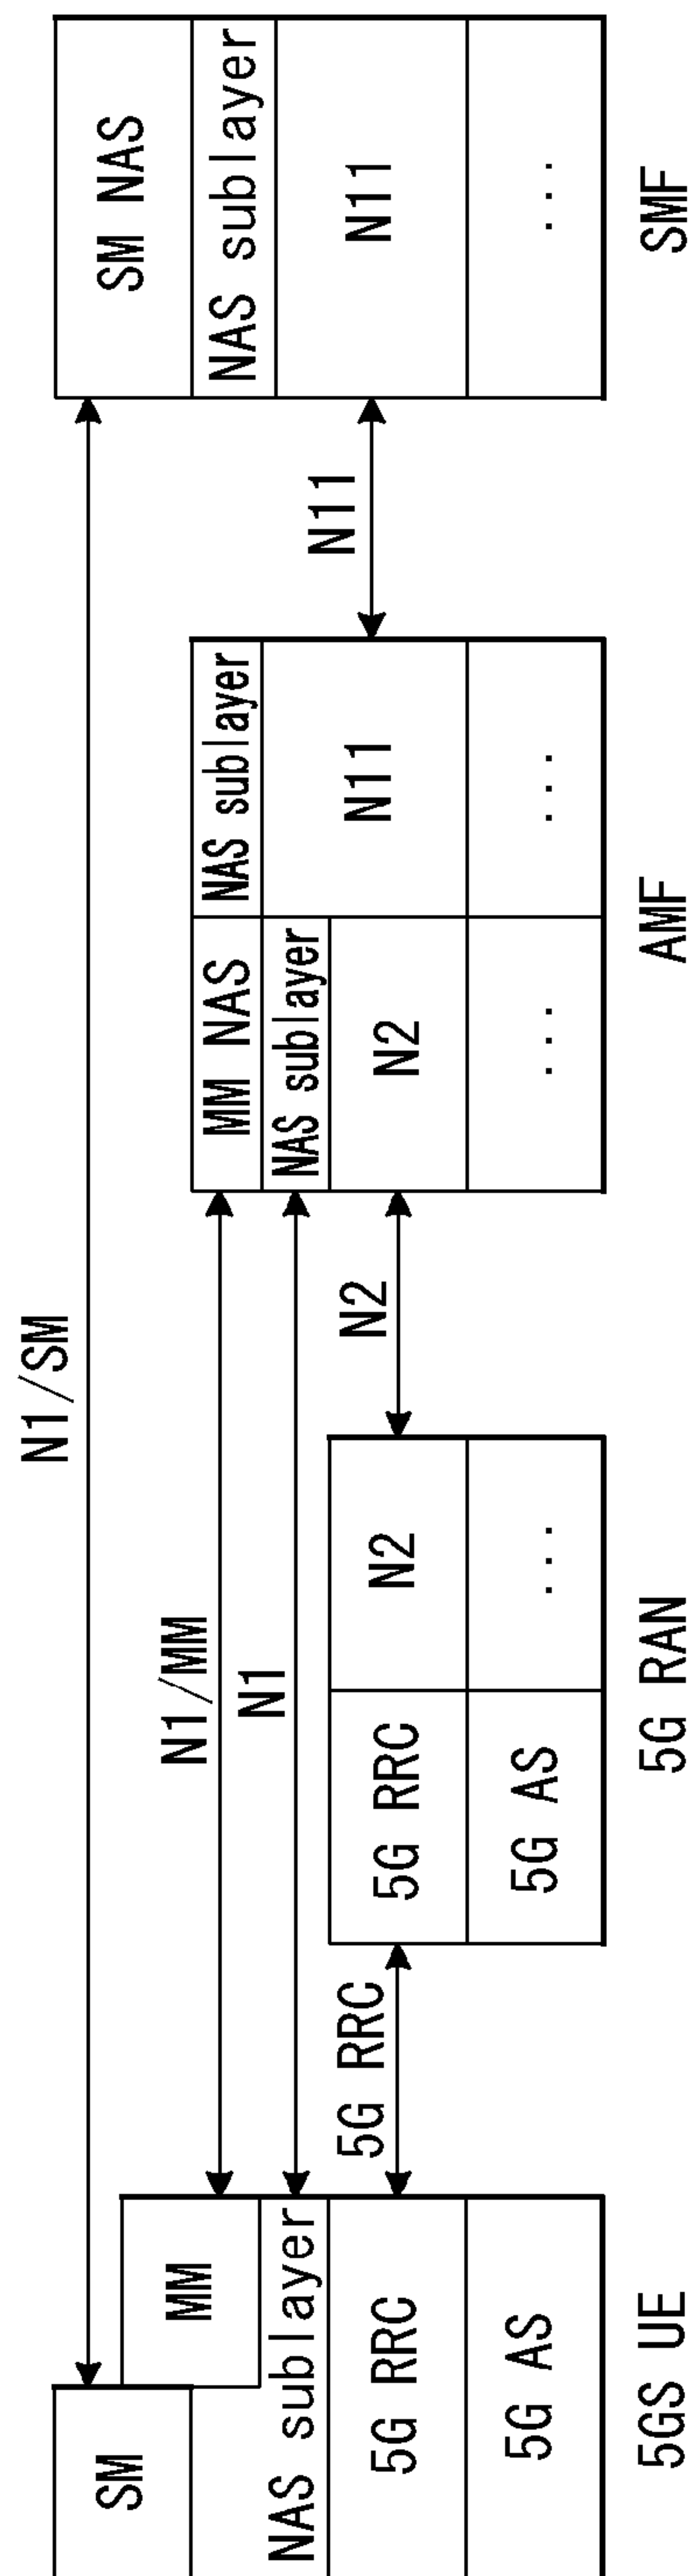 N1/SM
N1/MM
N1
5G RRC
N2
N11
SM
MM
NAS sublayer
5G RRC
5G AS
5GS UE
5G RRC
N2
5G AS
...
5G RAN
MM NAS
NAS sublayer
NAS sublayer
N2
N11
...
...
AMF
SM NAS
NAS sublayer
N11
...
SMF